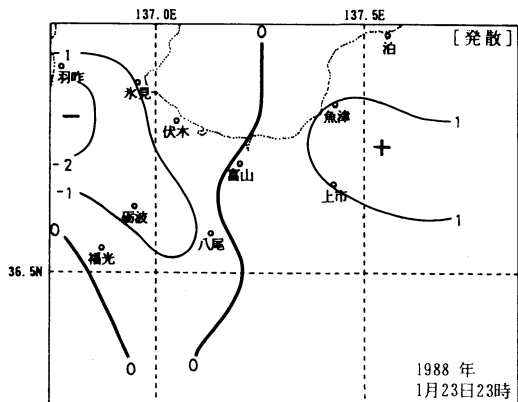 137.0E 137.5E
0
[発散]
泊
1
羽咋
氷見
魚津
伏木
1
－
＋
-2
富山
-1
上市
砺波
1
0
八尾
福光
36.5N
0
0
1988 年
1月23日23時